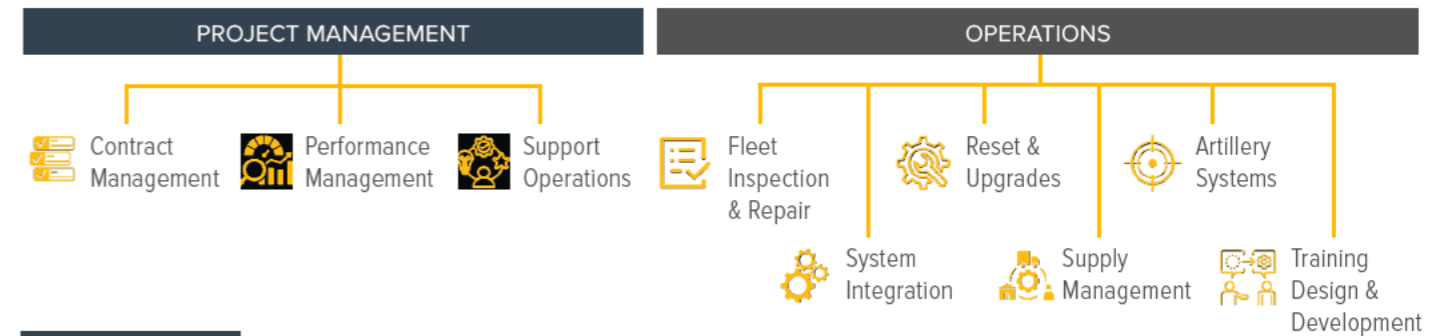 PROJECT MANAGEMENT
Contract
Management
Performance
Management
Support
Operations
OPERATIONS
Fleet
Inspection
& Repair
Reset &
Upgrades
Artillery
Systems
System
Integration
Supply
Management
Training
Design &
Development